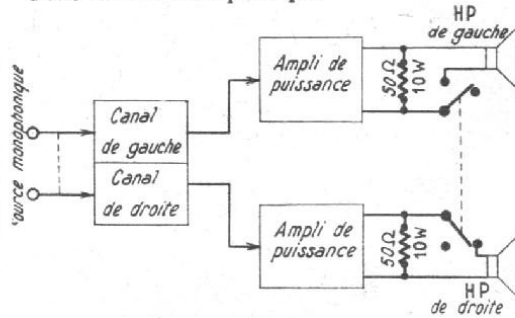 HP
de gauche
Ampli de
puissance
50Ω
10W
Canal
de gauche
Canal
de droite
source monophonique
Ampli de
puissance
50Ω
10W
HP
de droite